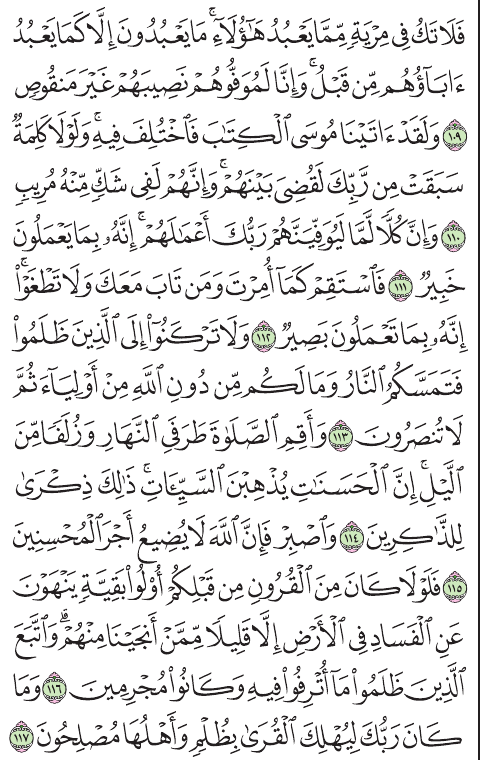 فَلَا تَكُ فِى مِرْيَةٍ مِّمَّا يَعْبُدُ هَٰٓؤُلَآءِ ۚ مَا يَعْبُدُونَ إِلَّا كَمَا يَعْبُدُ
ءَابَآؤُهُم مِّن قَبْلُ ۚ وَإِنَّا لَمُوَفُّوهُمْ نَصِيبَهُمْ غَيْرَ مَنقُوصٍ
١٠٩ وَلَقَدْ ءَاتَيْنَا مُوسَى ٱلْكِتَٰبَ فَٱخْتُلِفَ فِيهِ ۚ وَلَوْلَا كَلِمَةٌ
سَبَقَتْ مِن رَّبِّكَ لَقُضِىَ بَيْنَهُمْ ۚ وَإِنَّهُمْ لَفِى شَكٍّ مِّنْهُ مُرِيبٍ
١١٠ وَإِنَّ كُلًّا لَّمَّا لَيُوَفِّيَنَّهُمْ رَبُّكَ أَعْمَٰلَهُمْ ۚ إِنَّهُۥ بِمَا يَعْمَلُونَ
خَبِيرٌ ١١١ فَٱسْتَقِمْ كَمَآ أُمِرْتَ وَمَن تَابَ مَعَكَ وَلَا تَطْغَوْا۟ ۚ
إِنَّهُۥ بِمَا تَعْمَلُونَ بَصِيرٌ ١١٢ وَلَا تَرْكَنُوٓا۟ إِلَى ٱلَّذِينَ ظَلَمُوا۟
فَتَمَسَّكُمُ ٱلنَّارُ وَمَا لَكُم مِّن دُونِ ٱللَّهِ مِنْ أَوْلِيَآءَ ثُمَّ
لَا تُنصَرُونَ ١١٣ وَأَقِمِ ٱلصَّلَوٰةَ طَرَفَىِ ٱلنَّهَارِ وَزُلَفًا مِّنَ
ٱلَّيْلِ ۚ إِنَّ ٱلْحَسَنَٰتِ يُذْهِبْنَ ٱلسَّيِّـَٔاتِ ۚ ذَٰلِكَ ذِكْرَىٰ
لِلذَّٰكِرِينَ ١١٤ وَٱصْبِرْ فَإِنَّ ٱللَّهَ لَا يُضِيعُ أَجْرَ ٱلْمُحْسِنِينَ
١١٥ فَلَوْلَا كَانَ مِنَ ٱلْقُرُونِ مِن قَبْلِكُمْ أُو۟لُوا۟ بَقِيَّةٍ يَنْهَوْنَ
عَنِ ٱلْفَسَادِ فِى ٱلْأَرْضِ إِلَّا قَلِيلًا مِّمَّنْ أَنجَيْنَا مِنْهُمْ ۗ وَٱتَّبَعَ
ٱلَّذِينَ ظَلَمُوا۟ مَآ أُتْرِفُوا۟ فِيهِ وَكَانُوا۟ مُجْرِمِينَ ١١٦ وَمَا
كَانَ رَبُّكَ لِيُهْلِكَ ٱلْقُرَىٰ بِظُلْمٍ وَأَهْلُهَا مُصْلِحُونَ ١١٧